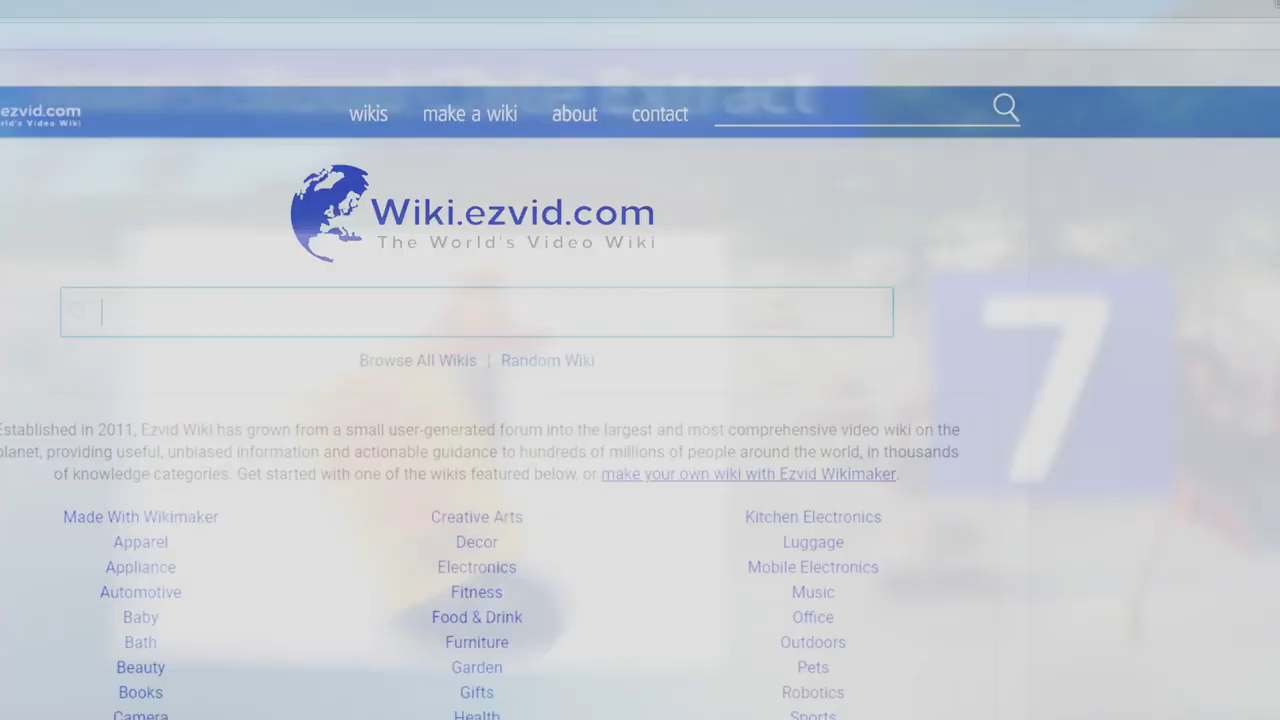 Extract
ezvid.com
wikis make a wiki about contact
rld's Video Wiki
Wiki.ezvid.com
The World's Video Wiki
Browse All Wikis | Random Wiki
7
Established in 2011, Ezvid Wiki has grown from a small user-generated forum into the largest and most comprehensive video wiki on the
planet, providing useful, unbiased information and actionable guidance to hundreds of millions of people around the world, in thousands
of knowledge categories. Get started with one of the wikis featured below, or make your own wiki with Ezvid Wikimaker.
Made With Wikimaker Creative Arts Kitchen Electronics
Apparel Decor Luggage
Appliance Electronics Mobile Electronics
Automotive Fitness Music
Baby Food & Drink Office
Bath Furniture Outdoors
Beauty Garden Pets
Books Gifts Robotics
Camera Health Sports